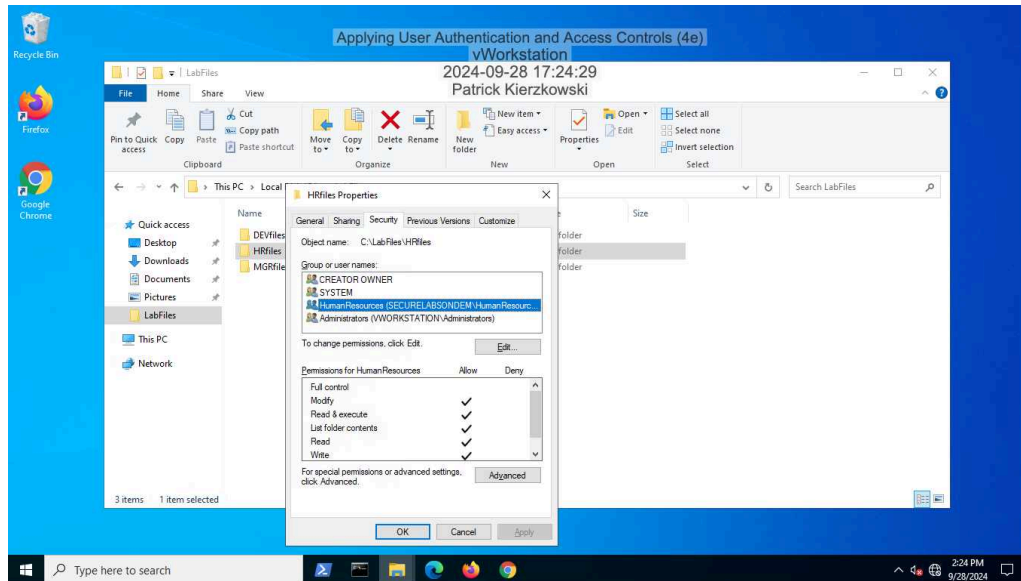 Recycle Bin
Applying User Authentication and Access Controls (4e)
vWorkstation
2024-09-28 17:24:29
Patrick Kierzkowski
LabFiles
File Home Share View
Firefox
Pin to Quick access
Copy
Paste
Cut
Copy path
Paste shortcut
Move to
Copy to
Delete
Rename
New folder
New item
Easy access
Properties
Open
Edit
Select all
Select none
Invert selection
Clipboard Organize New Open Select
This PC > Local
Search LabFiles
Google Chrome
Quick access
Desktop
Downloads
Documents
Pictures
LabFiles
This PC
Network
Name
Size
DEVfiles
folder
HRfiles
folder
MGRfile
folder
HRfiles Properties
General Sharing Security Previous Versions Customize
Object name: C:\LabFiles\HRfiles
Group or user names:
CREATOR OWNER
SYSTEM
HumanResources (SECURELABSONDEM\HumanResourc...
Administrators (VWORKSTATION\Administrators)
To change permissions, click Edit.
Edit...
Permissions for HumanResources Allow Deny
Full control
Modify
Read & execute
List folder contents
Read
Write
For special permissions or advanced settings,
click Advanced.
Advanced
OK Cancel Apply
3 items 1 item selected
Type here to search
2:24 PM
9/28/2024